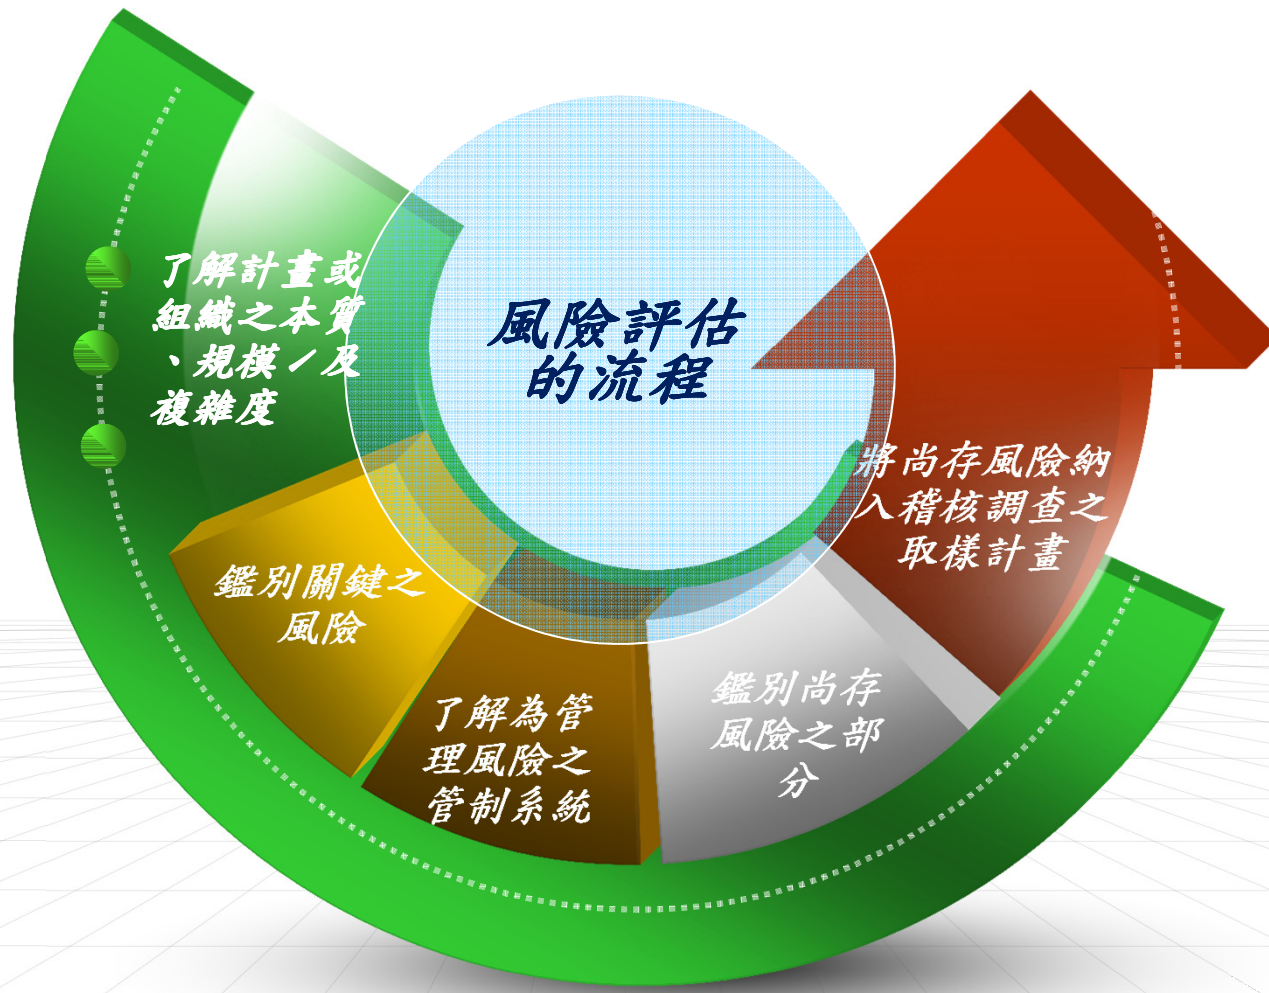 風險評估
的流程
了解計畫或
組織之本質
、規模/及
複雜度
鑑別關鍵之
風險
了解為管
理風險之
管制系統
鑑別尚存
風險之部
分
將尚存風險納
入稽核調查之
取樣計畫